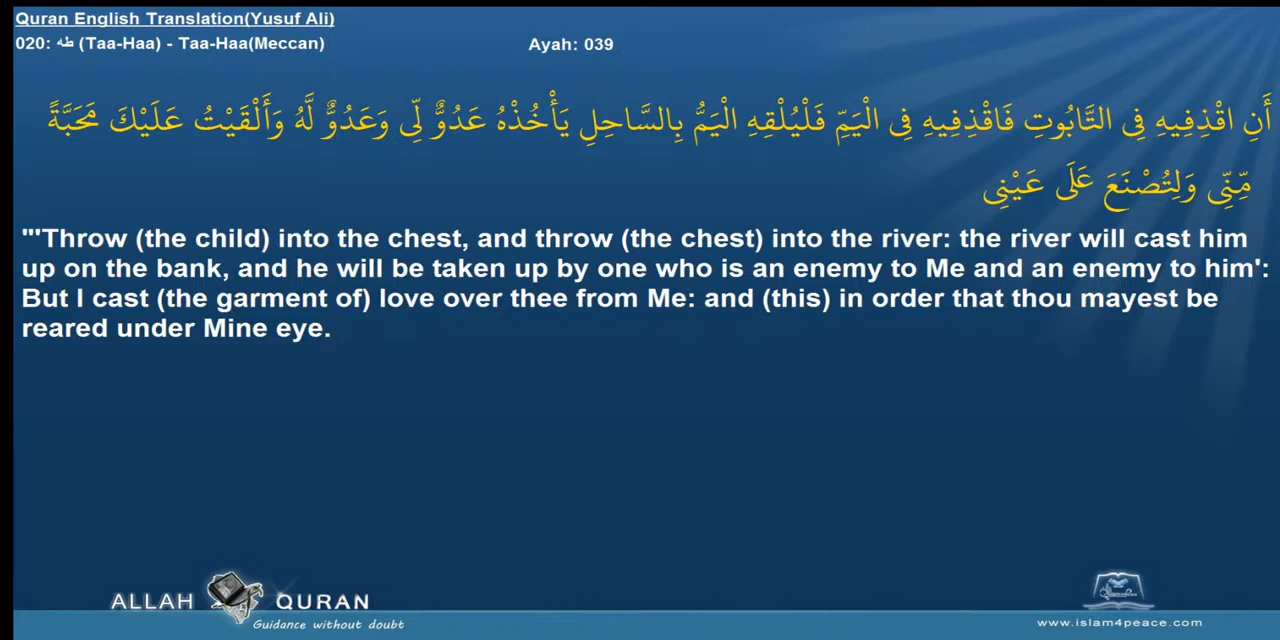 Quran English Translation(Yusuf Ali)
020: طه (Taa-Haa) - Taa-Haa(Meccan) Ayah: 039
أَنِ اقْذِفِيهِ فِى التَّابُوتِ فَاقْذِفِيهِ فِى الْيَمِّ فَلْيُلْقِهِ الْيَمُّ بِالسَّاحِلِ يَأْخُذْهُ عَدُوٌّ لِّى وَعَدُوٌّ لَّهُ وَأَلْقَيْتُ عَلَيْكَ مَحَبَّةً
مِّنِّى وَلِتُصْنَعَ عَلَى عَيْنِى
"'Throw (the child) into the chest, and throw (the chest) into the river: the river will cast him
up on the bank, and he will be taken up by one who is an enemy to Me and an enemy to him':
But I cast (the garment of) love over thee from Me: and (this) in order that thou mayest be
reared under Mine eye.
ALLAH QURAN
Guidance without doubt
www.islam4peace.com